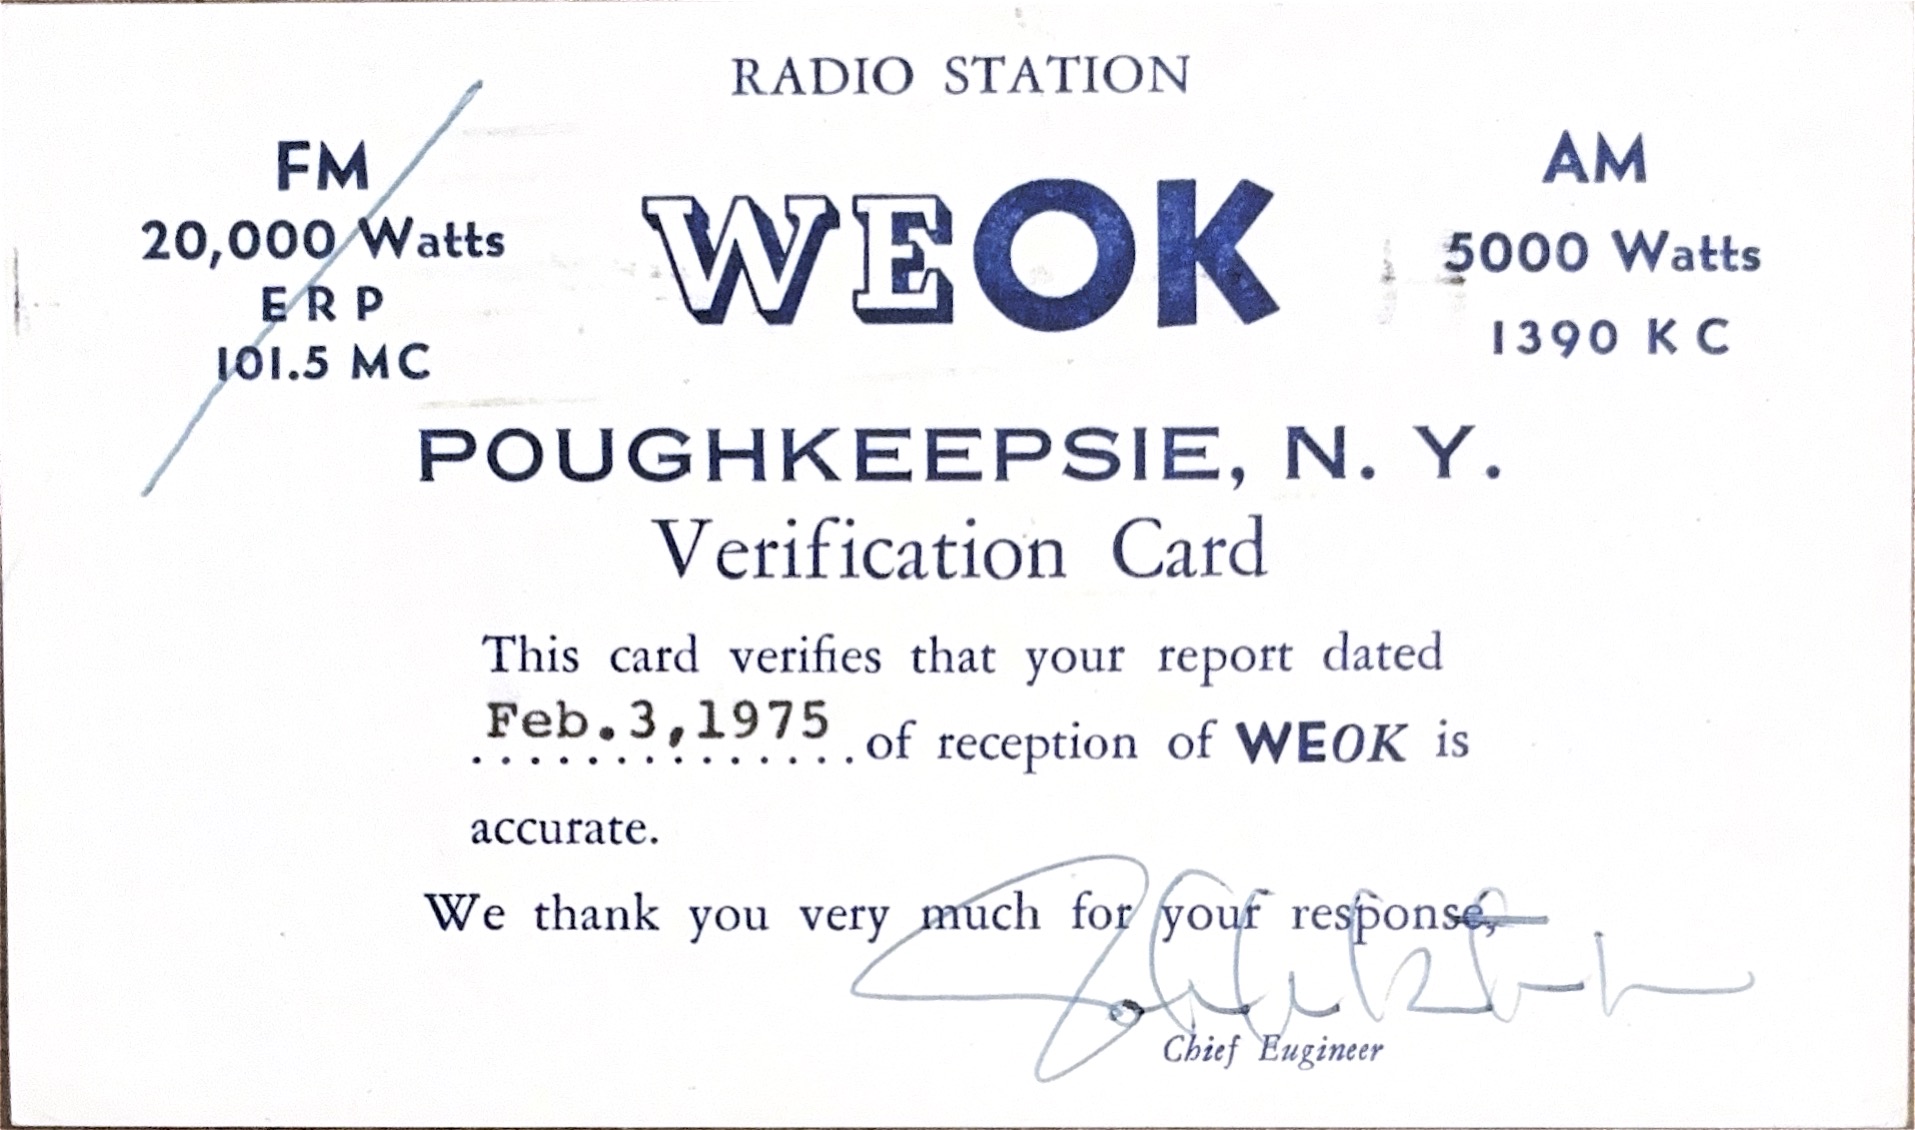 RADIO STATION
FM
20,000 Watts
ERP
101.5 MC
WEOK
AM
5000 Watts
1390 KC
POUGHKEEPSIE, N. Y.
Verification Card
This card verifies that your report dated
Feb.3,1975 of reception of WEOK is
accurate.
We thank you very much for your response,
Chief Eugineer